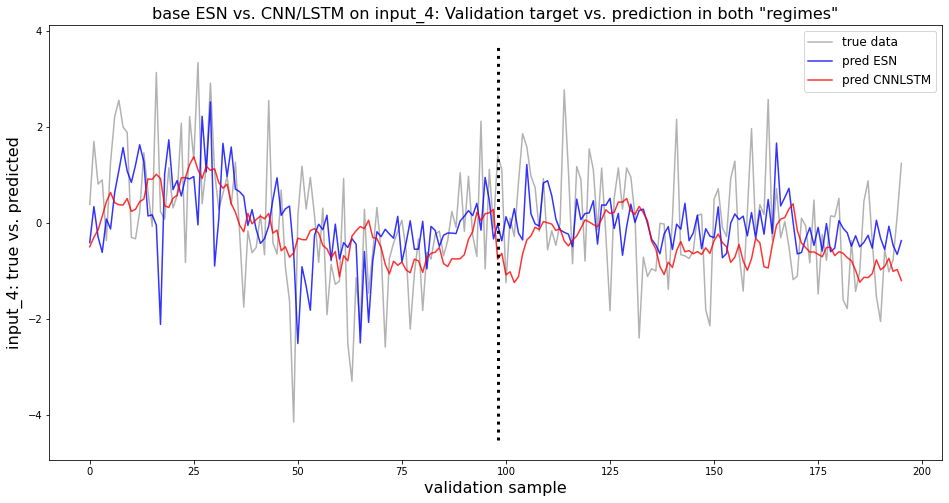 base ESN vs. CNN/LSTM on input_4: Validation target vs. prediction in both "regimes"
true data
pred ESN
pred CNNLSTM
input_4: true vs. predicted
4
2
0
−2
−4
0
25
50
75
100
125
150
175
200
validation sample